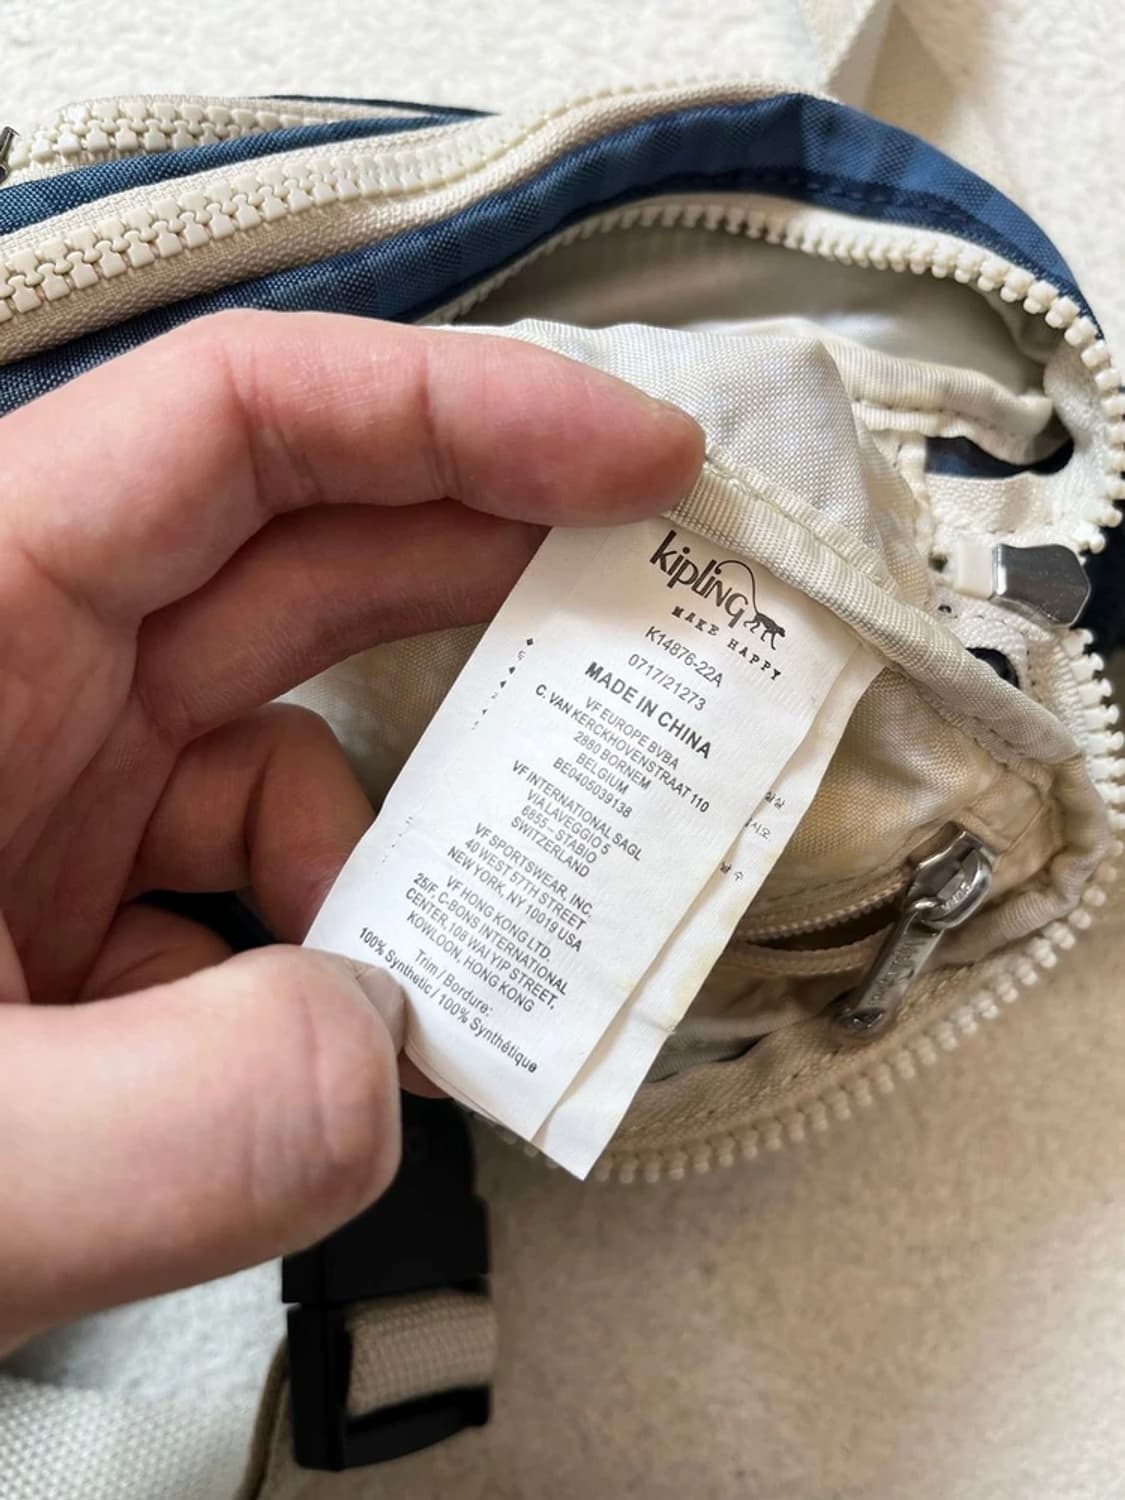 kipling
MAKE HAPPY
K14876-22A
0717/21273
MADE IN CHINA
VF EUROPE BVBA
C. VAN KERCKHOVENSTRAAT 110
2880 BORNEM
BELGIUM
BE0405039138
VF INTERNATIONAL SAGL
VIA LAVEGGIO 5
6855 – STABIO
SWITZERLAND
VF SPORTSWEAR, INC.
40 WEST 57TH STREET
NEW YORK, NY 10019 USA
VF HONG KONG LTD.
25/F, C-BONS INTERNATIONAL
CENTER, 108 WAI YIP STREET,
KOWLOON, HONG KONG
Trim / Bordure:
100% Synthetic / 100% Synthétique